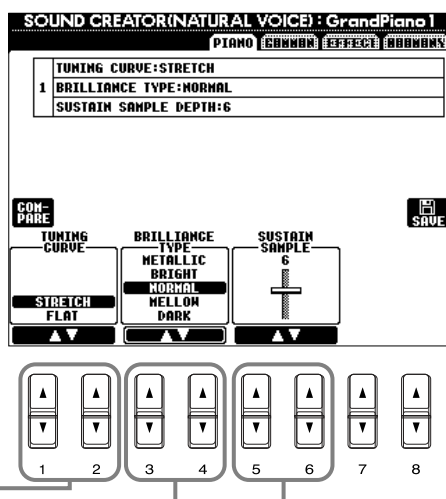 SOUND CREATOR(NATURAL VOICE) : GrandPiano 1
PIANO COMMON EFFECT HARMONY
TUNING CURVE:STRETCH
1 BRILLIANCE TYPE:NORMAL
SUSTAIN SAMPLE DEPTH:6
COM-
PARE
SAVE
TUNING
CURVE
STRETCH
FLAT
BRILLIANCE
TYPE
METALLIC
BRIGHT
NORMAL
MELLOW
DARK
SUSTAIN
SAMPLE
6
1 2 3 4 5 6 7 8